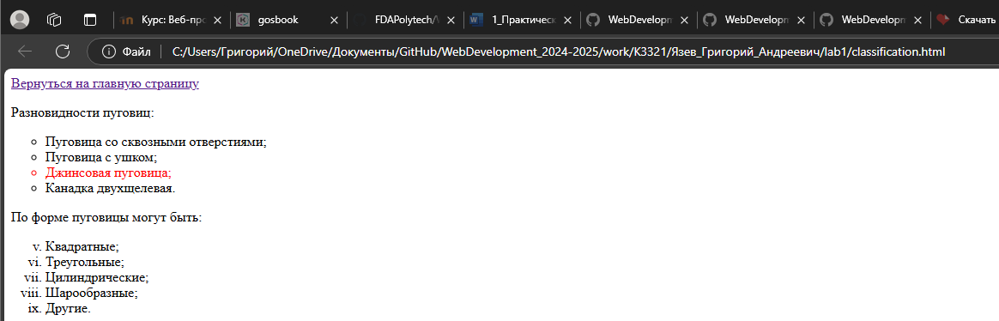 Курс: Веб-про
gosbook
FDAPolytech/
1_Практическ
WebDevelopm
WebDevelopm
WebDevelopm
Скачать
Файл
C:/Users/Григорий/OneDrive/Документы/GitHub/WebDevelopment_2024-2025/work/K3321/Язев_Григорий_Андреевич/lab1/classification.html
Вернуться на главную страницу
Разновидности пуговиц:
Пуговица со сквозными отверстиями;
Пуговица с ушком;
Джинсовая пуговица;
Канадка двухщелевая.
По форме пуговицы могут быть:
v. Квадратные;
vi. Треугольные;
vii. Цилиндрические;
viii. Шарообразные;
ix. Другие.